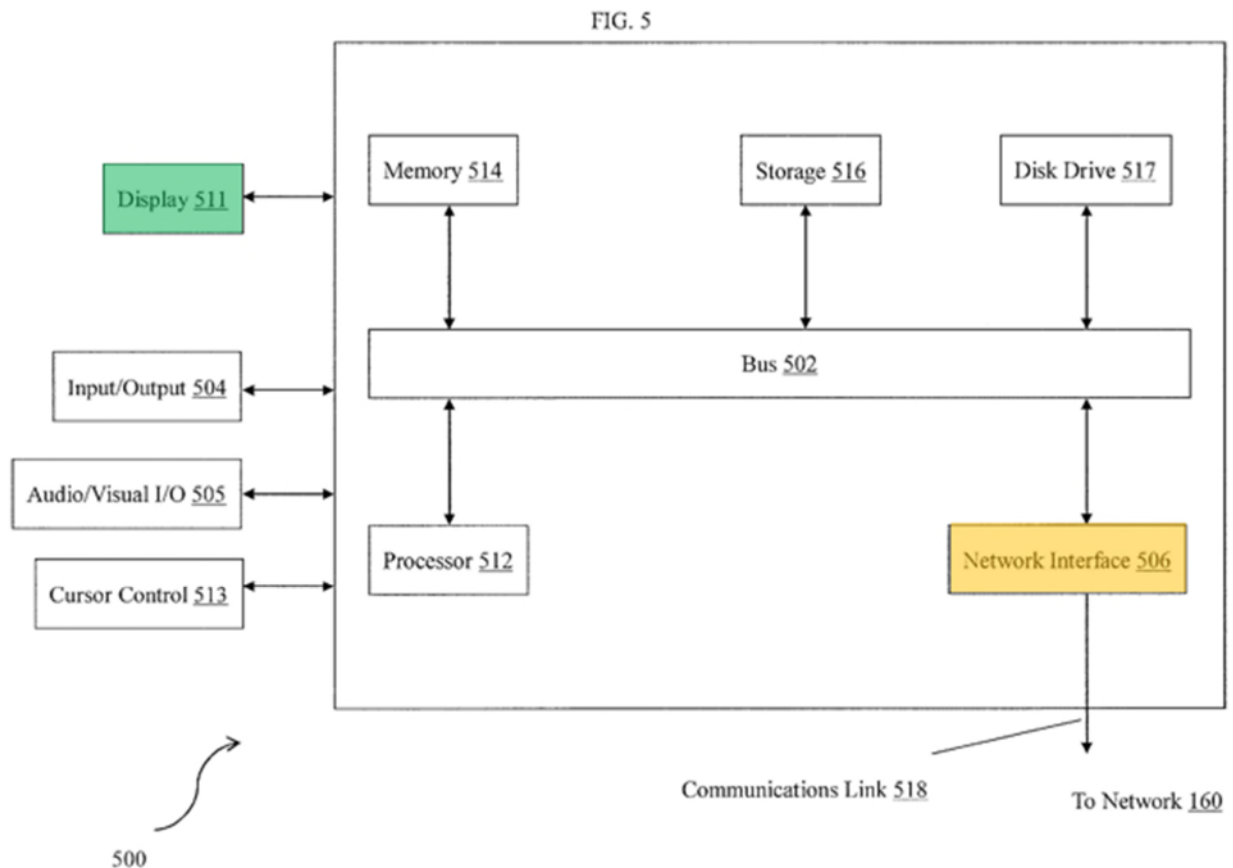 FIG. 5
Memory 514
Storage 516
Disk Drive 517
Display 511
Bus 502
Input/Output 504
Audio/Visual I/O 505
Processor 512
Network Interface 506
Cursor Control 513
Communications Link 518
To Network 160
500